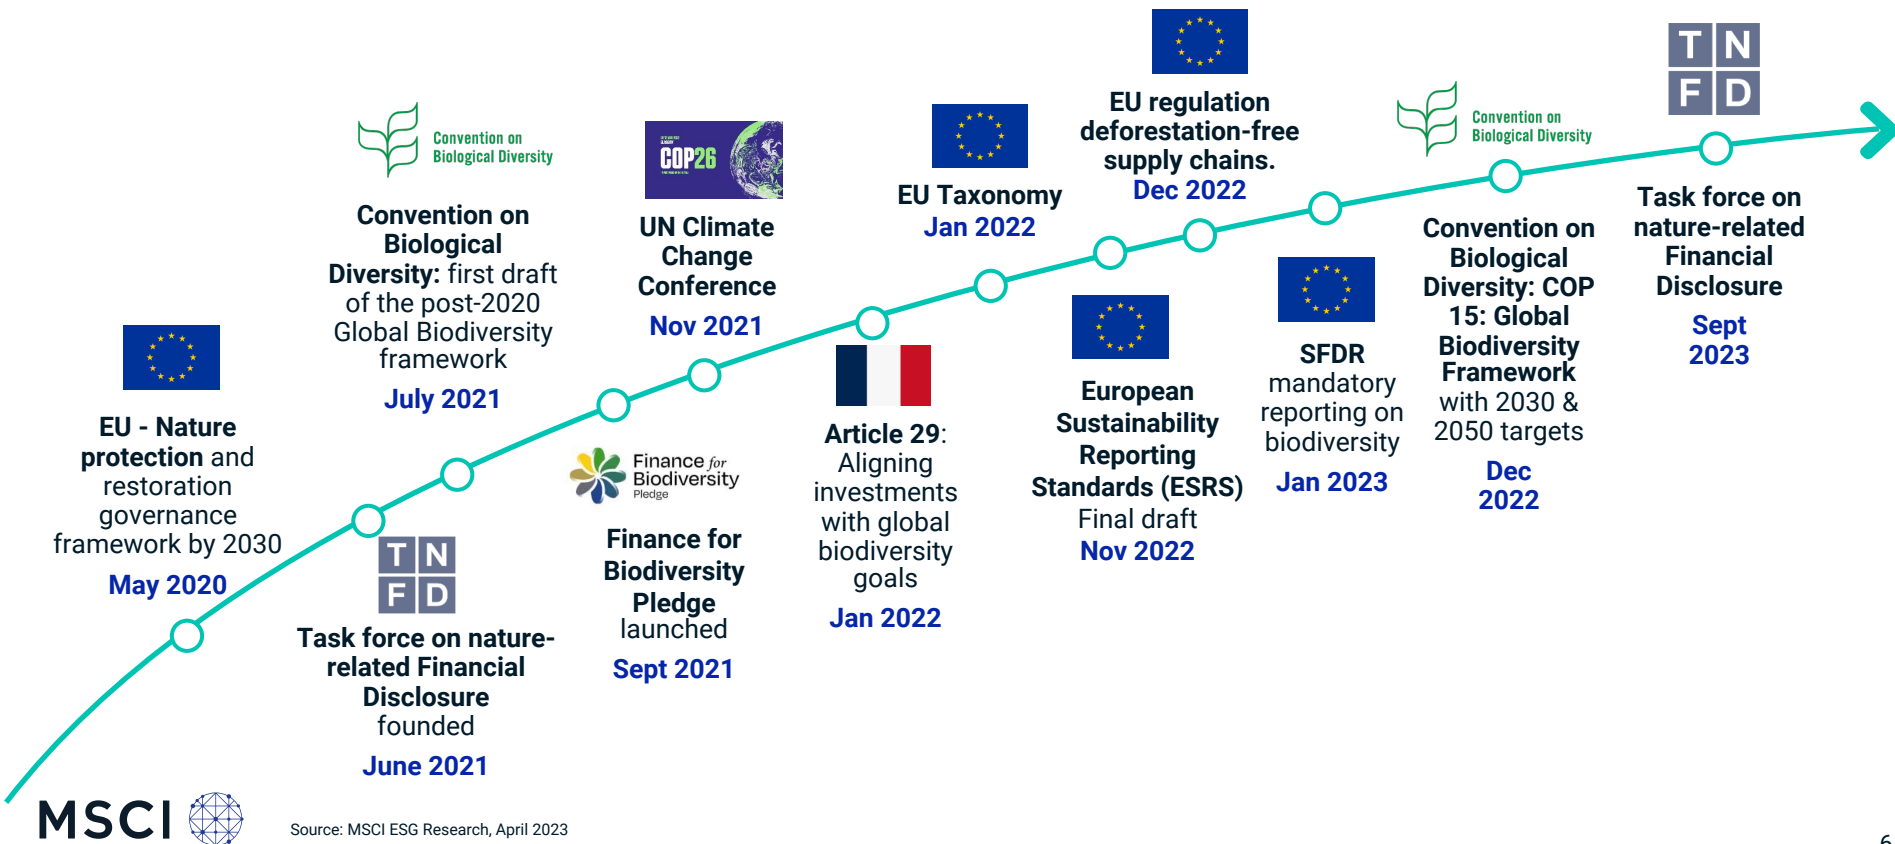 EU - Nature
protection and
restoration
governance
framework by 2030
May 2020
T N
F D
Task force on nature-
related Financial
Disclosure
founded
June 2021
Convention on
Biological Diversity
Convention on
Biological
Diversity: first draft
of the post-2020
Global Biodiversity
framework
July 2021
Finance for
Biodiversity
Pledge
Finance for
Biodiversity
Pledge
launched
Sept 2021
COP26
UN Climate
Change
Conference
Nov 2021
Article 29:
Aligning
investments
with global
biodiversity
goals
Jan 2022
EU Taxonomy
Jan 2022
European
Sustainability
Reporting
Standards (ESRS)
Final draft
Nov 2022
EU regulation
deforestation-free
supply chains.
Dec 2022
SFDR
mandatory
reporting on
biodiversity
Jan 2023
Convention on
Biological Diversity
Convention on
Biological
Diversity: COP
15: Global
Biodiversity
Framework
with 2030 &
2050 targets
Dec
2022
T N
F D
Task force on
nature-related
Financial
Disclosure
Sept
2023
MSCI
Source: MSCI ESG Research, April 2023
6